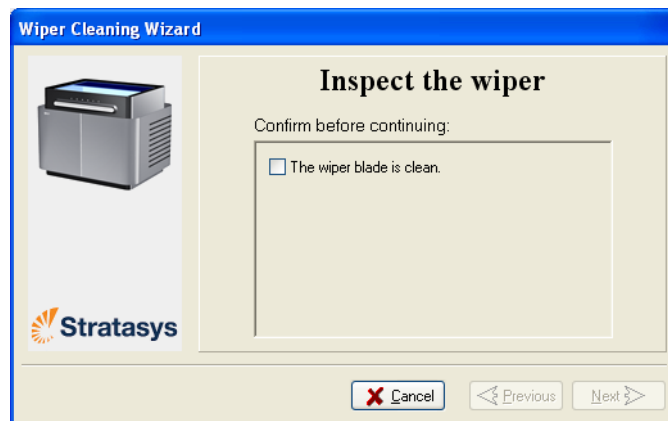 Wiper Cleaning Wizard
Inspect the wiper
Confirm before continuing:
The wiper blade is clean.
Stratasys
Cancel
Previous
Next